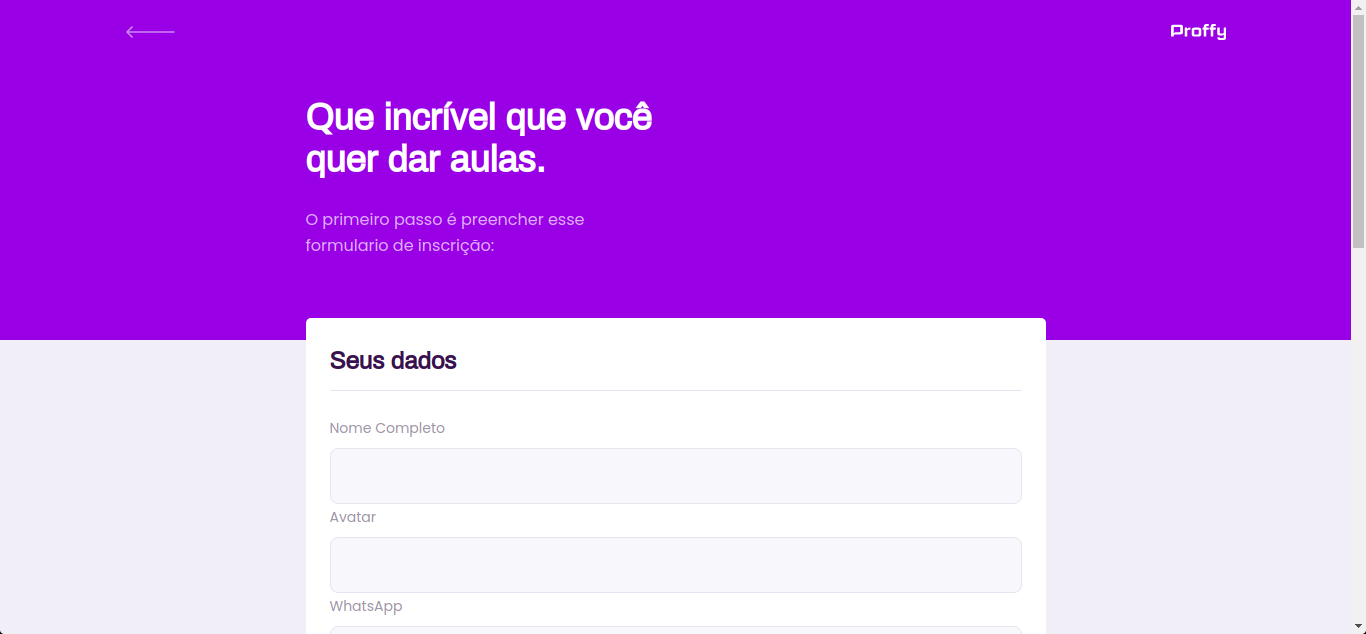 Proffy
Que incrível que você
quer dar aulas.
O primeiro passo é preencher esse
formulario de inscrição:
Seus dados
Nome Completo
Avatar
WhatsApp